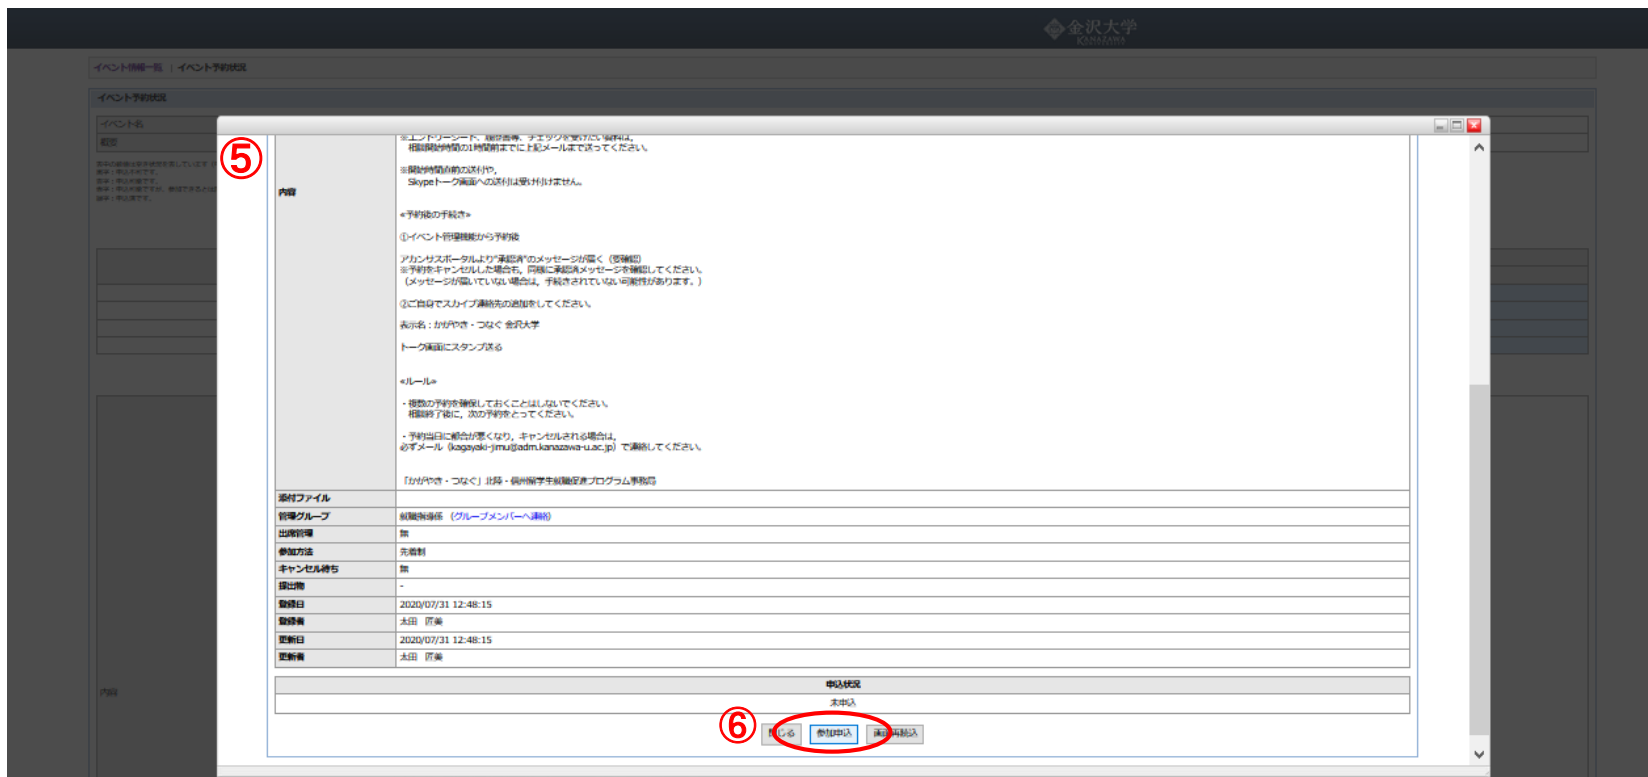 金沢大学
KANAZAWA
イベント情報一覧 | イベント予約状況
イベント予約状況
イベント名
概要
⑤
※エントリーシート、履歴書等、チェックを受けたい資料は、
相談開始時間の1時間前までに上記メールまで送ってください。
※開始時間直前の送付や,
Skypeトーク画面への送付は受け付けません。
内容
≪予約後の手続き≫
①イベント管理機能から予約後
アカンサスポータルより"承認済"のメッセージが届く（要確認）
※予約をキャンセルした場合も，同様に承認済メッセージを確認してください。
（メッセージが届いていない場合は，手続きされていない可能性があります。）
②ご自身でスカイプ連絡先の追加をしてください。
表示名：かがやき・つなぐ 金沢大学
トーク画面にスタンプ送る
≪ルール≫
・複数の予約を確保しておくことはしないでください。
相談終了後に，次の予約をとってください。
・予約当日に都合が悪くなり，キャンセルされる場合は，
必ずメール（kagayaki-jimu@adm.kanazawa-u.ac.jp）で連絡してください。
「かがやき・つなぐ」北陸・信州留学生就職促進プログラム事務局
添付ファイル
管理グループ 就職指導係 （グループメンバーへ連絡）
出席管理 無
参加方法 先着制
キャンセル待ち 無
提出物 -
登録日 2020/07/31 12:48:15
登録者 太田 匠美
更新日 2020/07/31 12:48:15
更新者 太田 匠美
申込状況
未申込
⑥ 閉じる 参加申込 画面再読込
内容